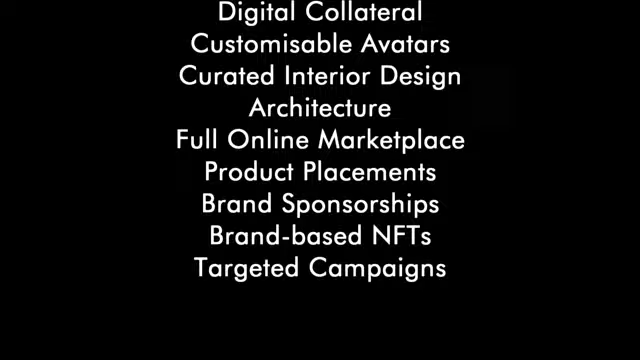 Digital Collateral
Customisable Avatars
Curated Interior Design
Architecture
Full Online Marketplace
Product Placements
Brand Sponsorships
Brand-based NFTs
Targeted Campaigns